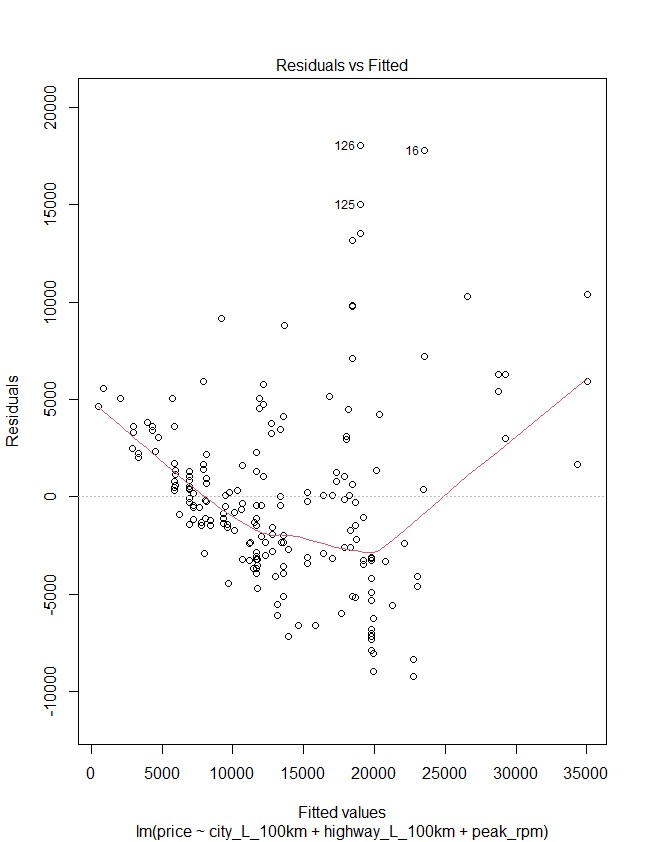 Residuals vs Fitted
Residuals
20000
15000
10000
5000
0
-5000
-10000
126
16
125
0 5000 10000 15000 20000 25000 30000 35000
Fitted values
lm(price ~ city_L_100km + highway_L_100km + peak_rpm)